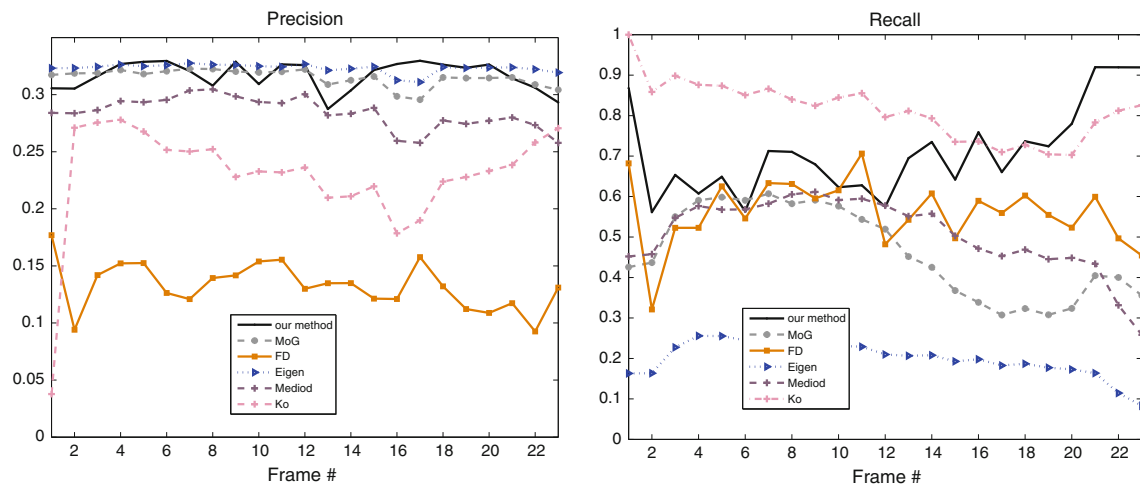 Precision
0.3
0.25
0.2
0.15
0.1
0.05
0
2 4 6 8 10 12 14 16 18 20 22
Frame #
our method
MoG
FD
Eigen
Mediod
Ko
Recall
1
0.9
0.8
0.7
0.6
0.5
0.4
0.3
0.2
0.1
0
2 4 6 8 10 12 14 16 18 20 22
Frame #
our method
MoG
FD
Eigen
Mediod
Ko